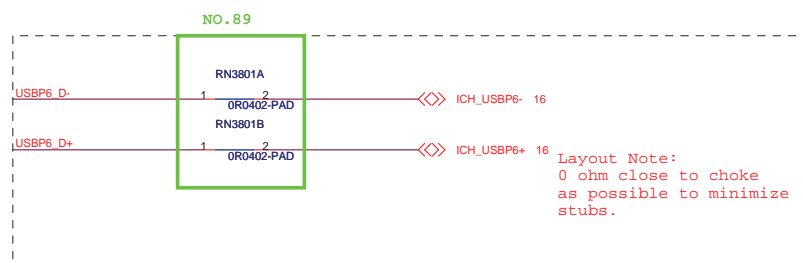 NO.89
RN3801A
USBP6_D-
1 2
ICH_USBP6- 16
0R0402-PAD
RN3801B
USBP6_D+
1 2
ICH_USBP6+ 16
0R0402-PAD
Layout Note:
0 ohm close to choke
as possible to minimize
stubs.